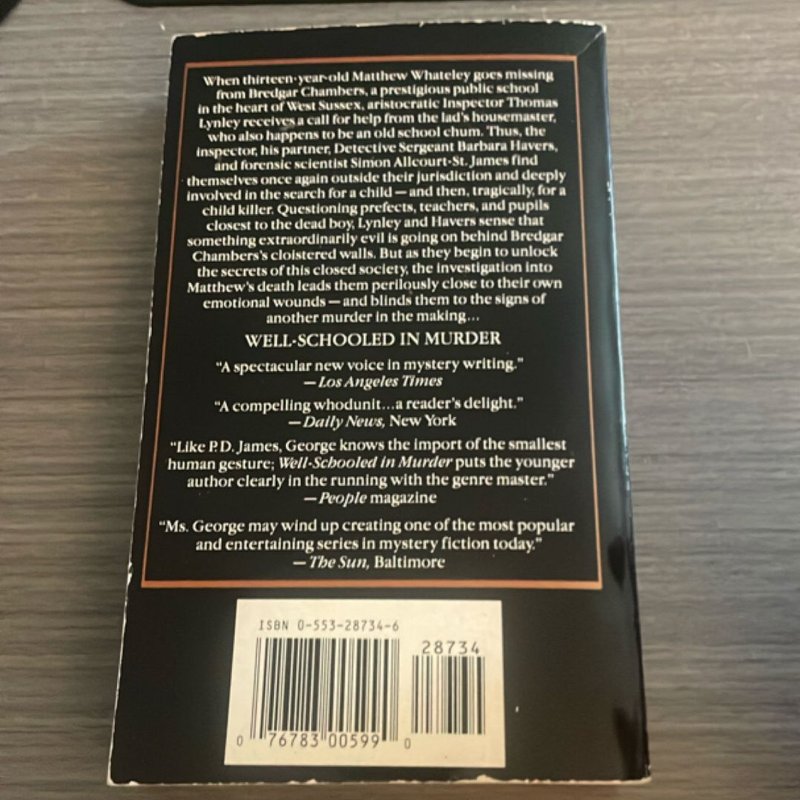 When thirteen-year-old Matthew Whateley goes missing
from Bredgar Chambers, a prestigious public school
in the heart of West Sussex, aristocratic Inspector Thomas
Lynley receives a call for help from the lad's housemaster,
who also happens to be an old school chum. Thus, the
inspector, his partner, Detective Sergeant Barbara Havers,
and forensic scientist Simon Allcourt-St. James find
themselves once again outside their jurisdiction and deeply
involved in the search for a child—and then, tragically, for a
child killer. Questioning prefects, teachers, and pupils
closest to the dead boy, Lynley and Havers sense that
something extraordinarily evil is going on behind Bredgar
Chambers's cloistered walls. But as they begin to unlock
the secrets of this closed society, the investigation into
Matthew's death leads them perilously close to their own
emotional wounds—and blinds them to the signs of
another murder in the making...
WELL-SCHOOLED IN MURDER
"A spectacular new voice in mystery writing."
—Los Angeles Times
"A compelling whodunit...a reader's delight."
—Daily News, New York
"Like P.D. James, George knows the import of the smallest
human gesture; Well-Schooled in Murder puts the younger
author clearly in the running with the genre master."
—People magazine
"Ms. George may wind up creating one of the most popular
and entertaining series in mystery fiction today."
—The Sun, Baltimore
ISBN 0-553-28734-6
28734
0 76783 00599 0